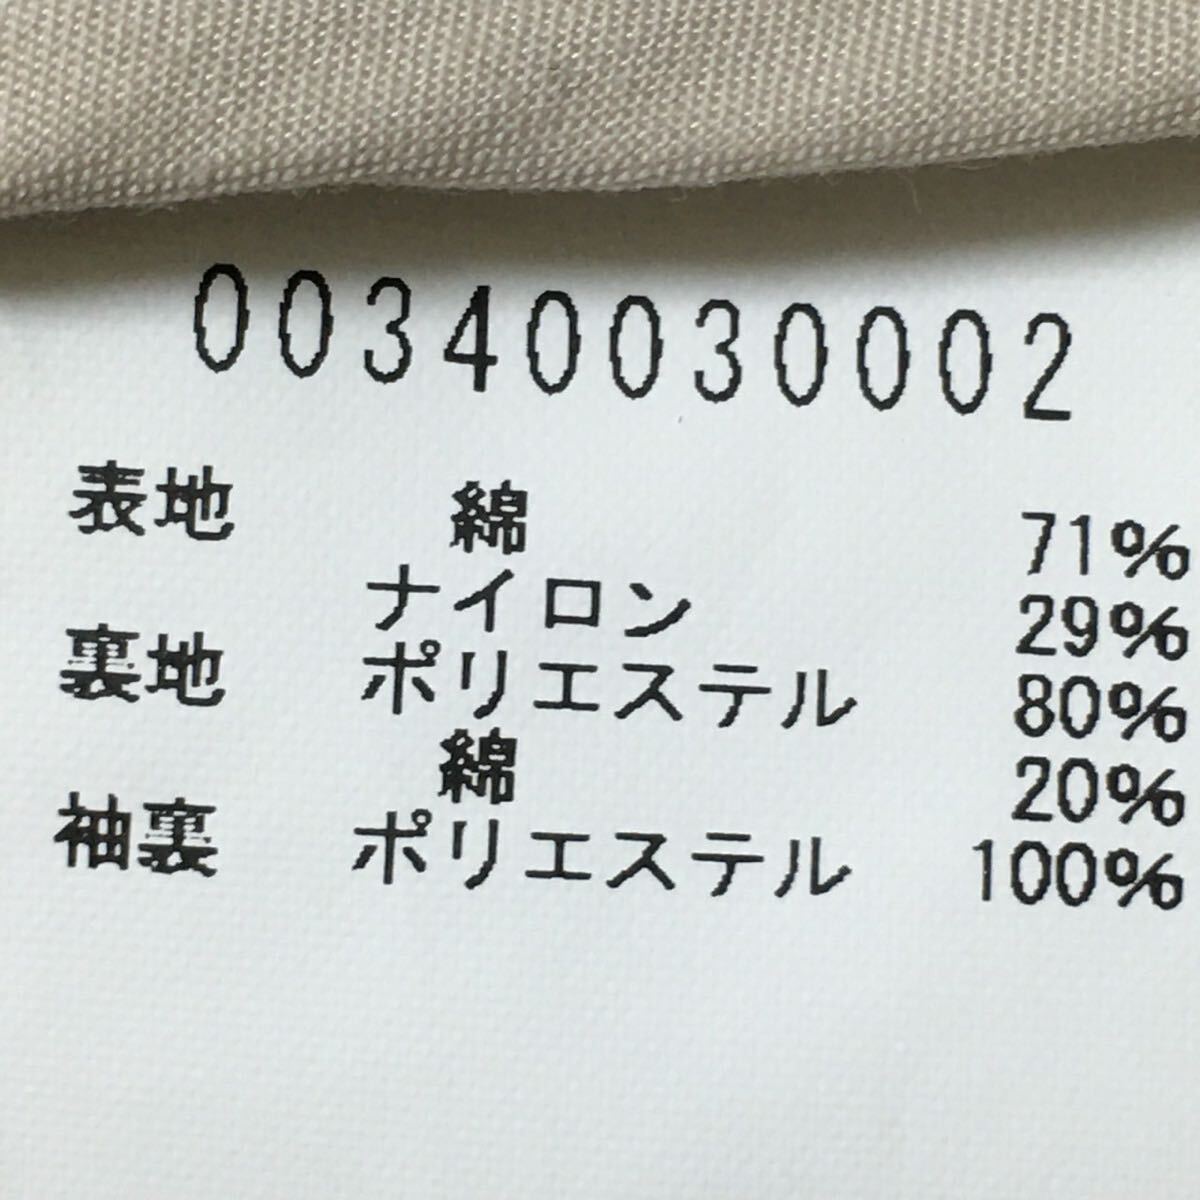 00340030002
表地 綿 71%
ナイロン 29%
裏地 ポリエステル 80%
綿 20%
袖裏 ポリエステル 100%